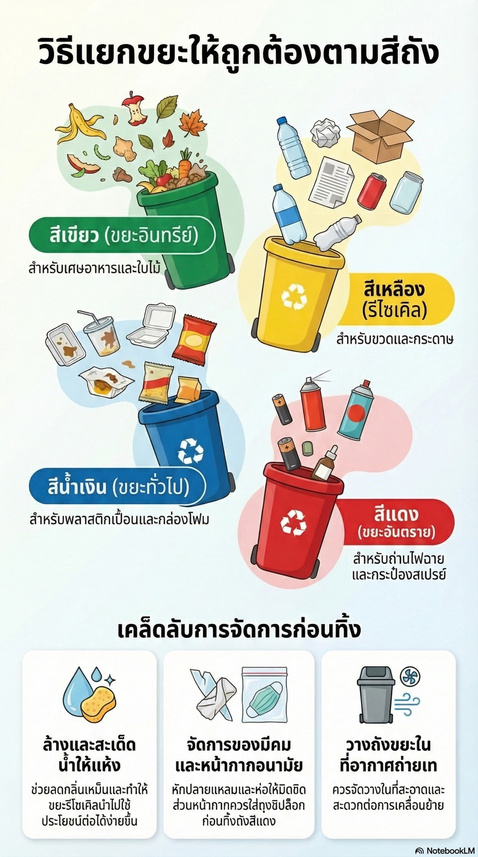 วิธีแยกขยะให้ถูกต้องตามสีถัง
สีเขียว (ขยะอินทรีย์)
สำหรับเศษอาหารและใบไม้
สีเหลือง
(รีไซเคิล)
สำหรับขวดและกระดาษ
สีน้ำเงิน (ขยะทั่วไป)
สำหรับพลาสติกเปื้อนและกล่องโฟม
สีแดง
(ขยะอันตราย)
สำหรับถ่านไฟฉาย
และกระป๋องสเปรย์
เคล็ดลับการจัดการก่อนทิ้ง
ล้างและสะเด็ด
น้ำให้แห้ง
ช่วยลดกลิ่นเหม็นและทำให้
ขยะรีไซเคิลนำไปใช้
ประโยชน์ต่อได้ง่ายขึ้น
จัดการของมีคม
และหน้ากากอนามัย
หักปลายแหลมและห่อให้มิดชิด
ส่วนหน้ากากควรใส่ถุงซิปล็อก
ก่อนทิ้งถังสีแดง
วางถังขยะใน
ที่อากาศถ่ายเท
ควรจัดวางในที่สะอาดและ
สะดวกต่อการเคลื่อนย้าย
NotebookLM